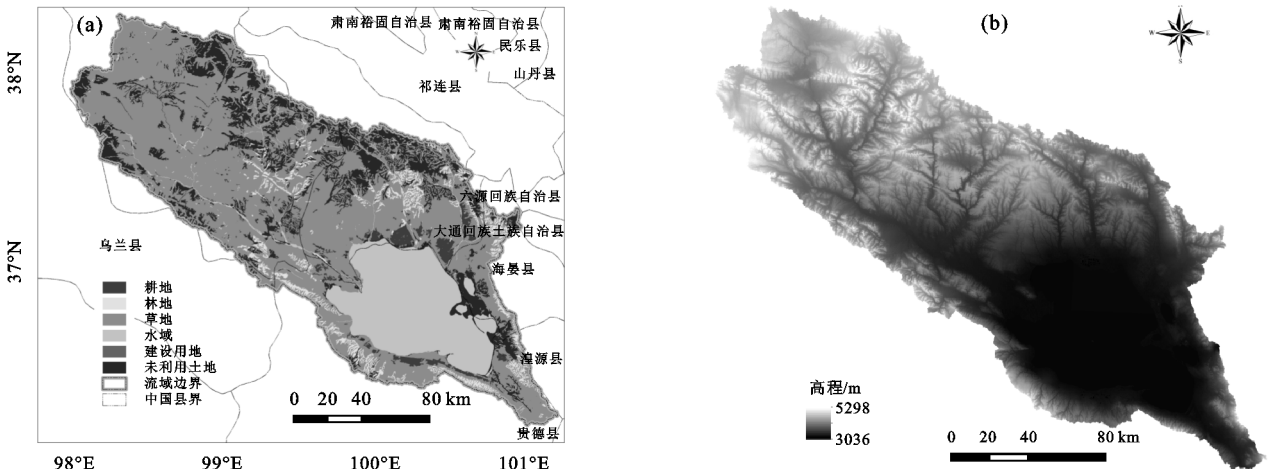 (a)
肃南裕固自治县
肃南裕固自治县
民乐县
山丹县
祁连县
38°N
六源回族自治县
大通回族土族自治县
乌兰县
37°N
海晏县
耕地
林地
草地
水域
建设用地
未利用土地
流域边界
中国县界
湟源县
0 20 40 80 km
贵德县
98°E 99°E 100°E 101°E
(b)
W E
S
高程/m
5298
3036
0 20 40 80 km